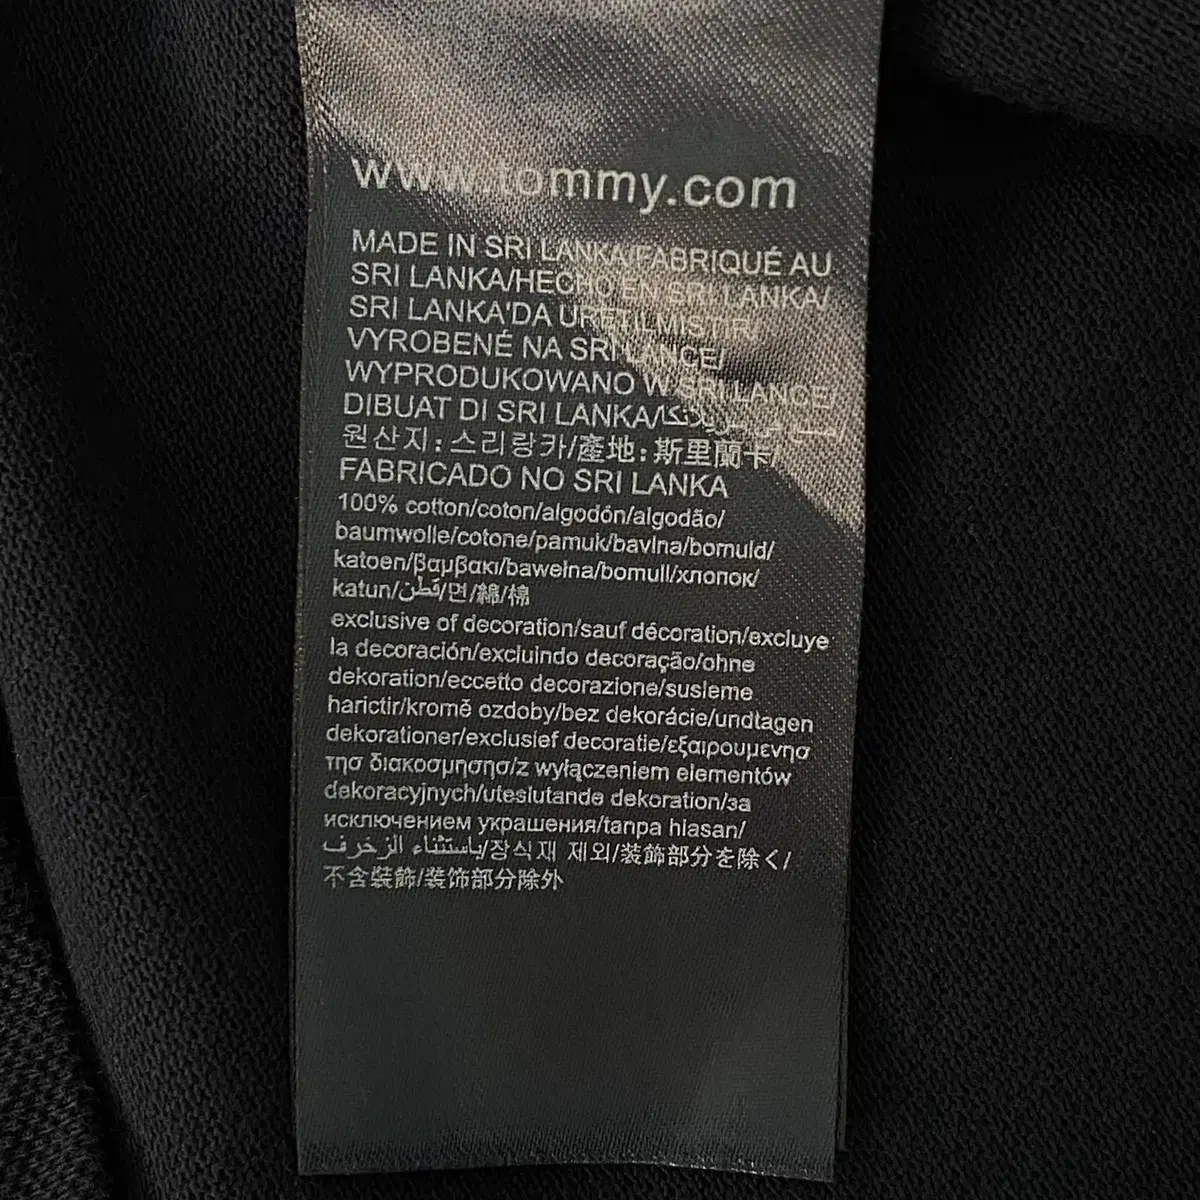 www.tommy.com
MADE IN SRI LANKA/FABRIQUÉ AU
SRI LANKA/HECHO EN SRI LANKA/
SRI LANKA'DA URETILMISTIR/
VYROBENÉ NA SRI LANCE/
WYPRODUKOWANO W SRI LANCE/
DIBUAT DI SRI LANKA/صنع في سريلانكا
원산지:스리랑카/產地:斯里蘭卡/
FABRICADO NO SRI LANKA
100% cotton/coton/algodón/algodão/
baumwolle/cotone/pamuk/bavlna/bomuld/
katoen/βαμβακι/bawełna/bomull/хлопок/
katun/قطن/면/綿/棉
exclusive of decoration/sauf décoration/excluye
la decoración/excluindo decoração/ohne
dekoration/eccetto decorazione/susleme
harictir/kromě ozdoby/bez dekorácie/undtagen
dekorationer/exclusief decoratie/εξαιρουμενησ
τησ διακοσμησησ/z wyłączeniem elementów
dekoracyjnych/uteslutande dekoration/за
исключением украшения/tanpa hiasan/
باستثناء الزخرف/장식재 제외/装飾部分を除く/
不含裝飾/装饰部分除外